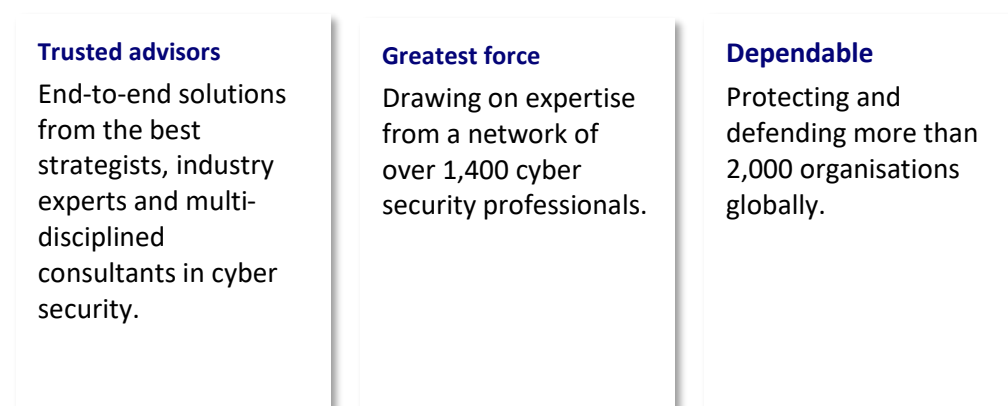 Trusted advisors
End-to-end solutions
from the best
strategists, industry
experts and multi-
disciplined
consultants in cyber
security.
Greatest force
Drawing on expertise
from a network of
over 1,400 cyber
security professionals.
Dependable
Protecting and
defending more than
2,000 organisations
globally.